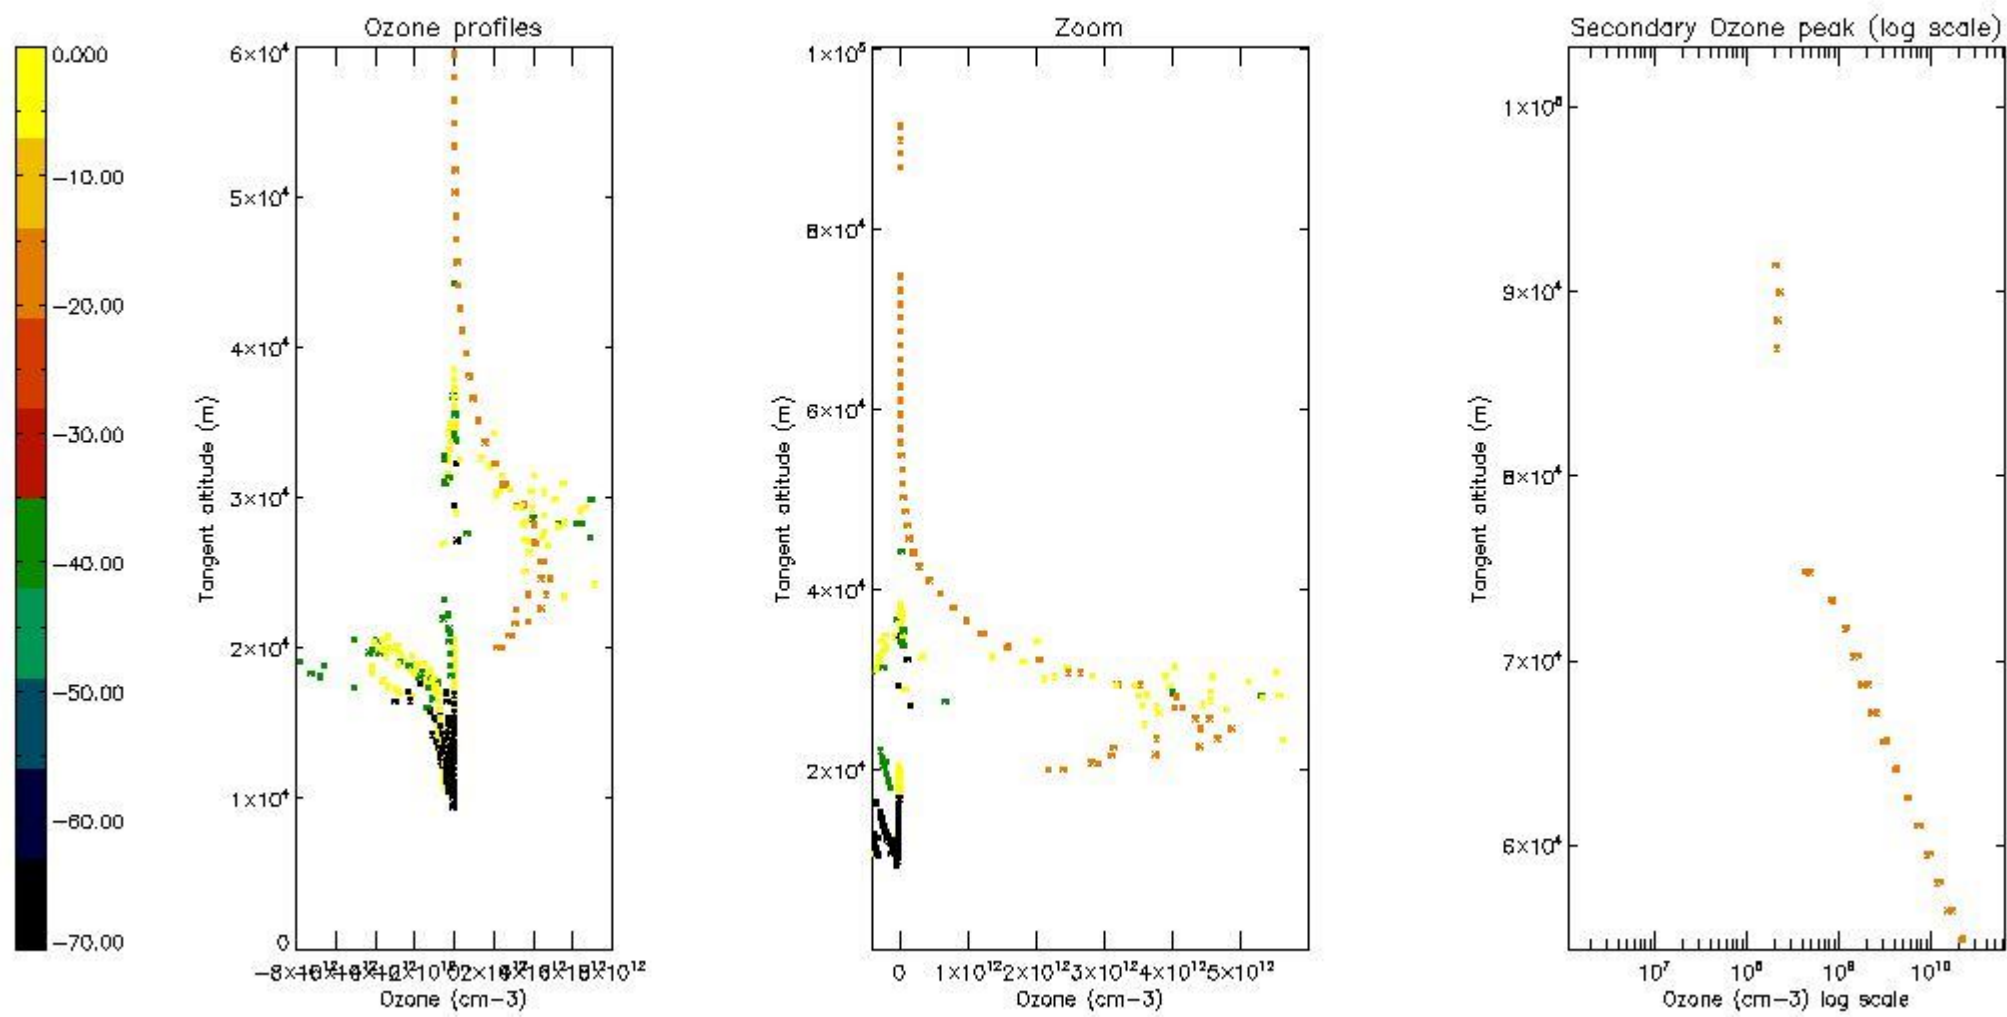 Ozone profiles
Zoom
Secondary Ozone peak (log scale)
0.000
−10.00
−20.00
−30.00
−40.00
−50.00
−60.00
−70.00
6×10⁴
5×10⁴
4×10⁴
3×10⁴
2×10⁴
1×10⁴
0
Tangent altitude (m)
Ozone (cm−3)
1×10⁵
8×10⁴
6×10⁴
4×10⁴
2×10⁴
Tangent altitude (m)
0 1×10¹² 2×10¹² 3×10¹² 4×10¹² 5×10¹²
Ozone (cm−3)
9×10⁴
8×10⁴
7×10⁴
6×10⁴
Tangent altitude (m)
10⁷ 10⁸ 10⁹ 10¹⁰
Ozone (cm−3) log scale